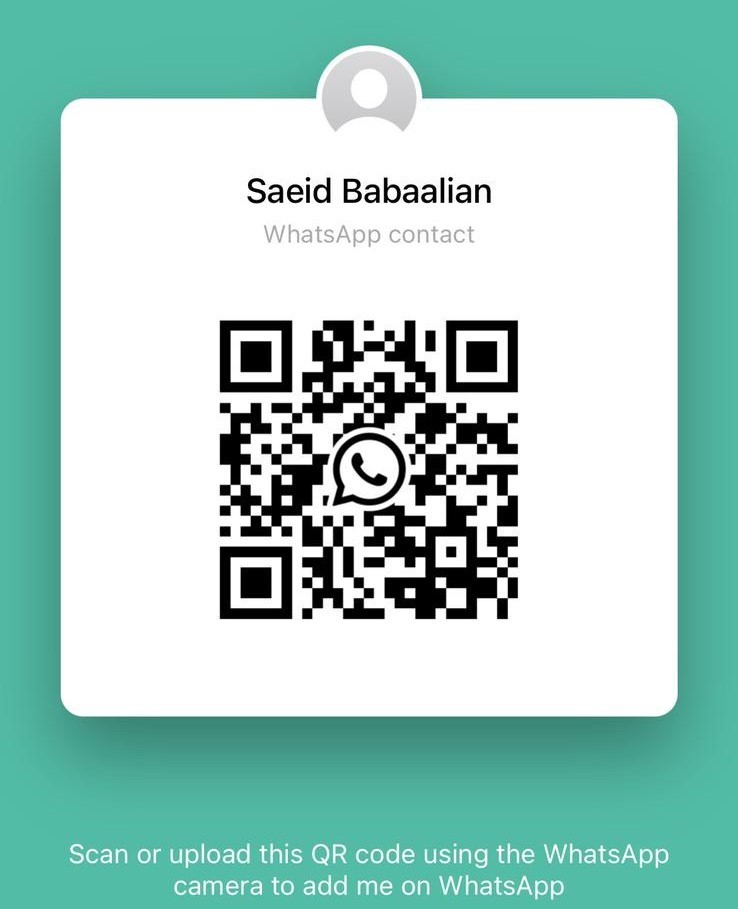 Saeid Babaalian
WhatsApp contact
Scan or upload this QR code using the WhatsApp
camera to add me on WhatsApp